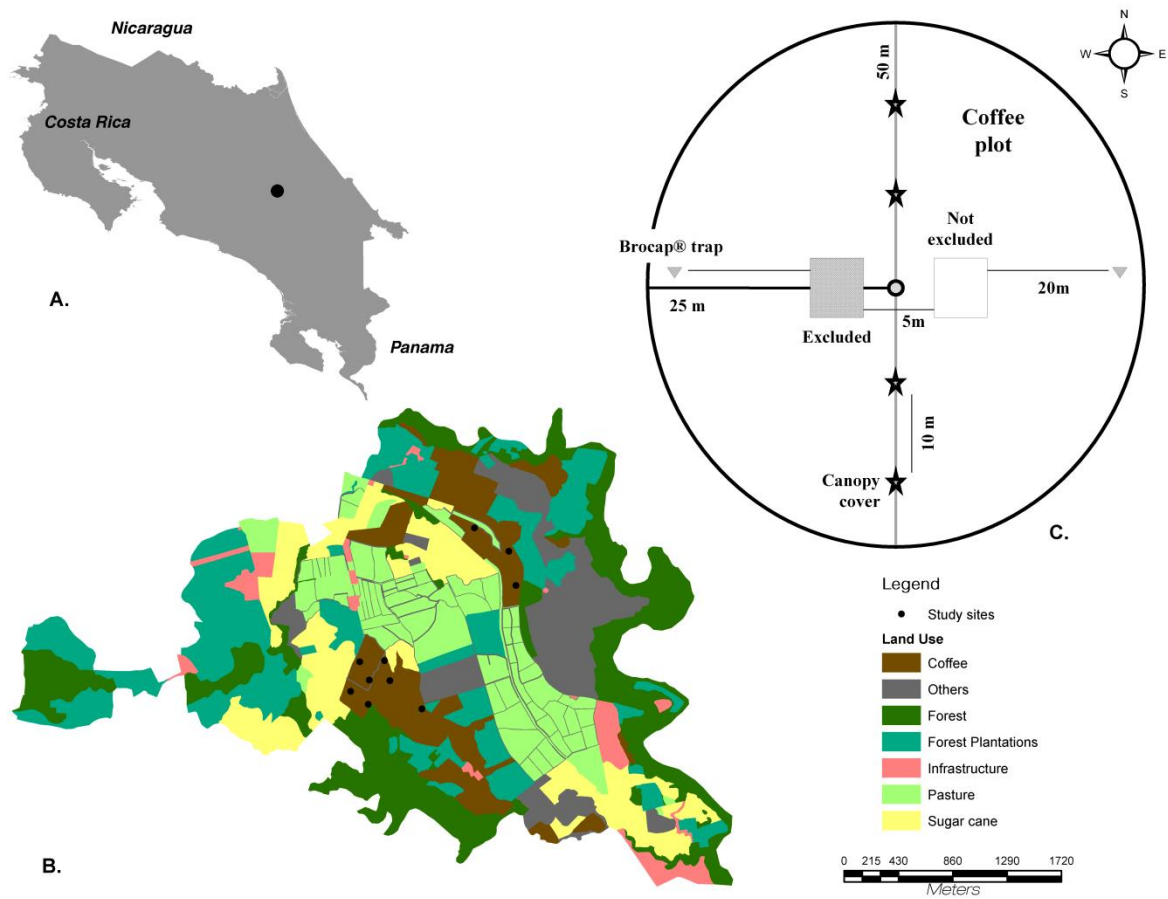 Nicaragua
Costa Rica
Panama
A.
N
W
E
S
50 m
Coffee
plot
Not
excluded
Brocap® trap
25 m
20m
5m
Excluded
10 m
Canopy
cover
C.
B.
Legend
Study sites
Land Use
Coffee
Others
Forest
Forest Plantations
Infrastructure
Pasture
Sugar cane
0 215 430 860 1290 1720
Meters